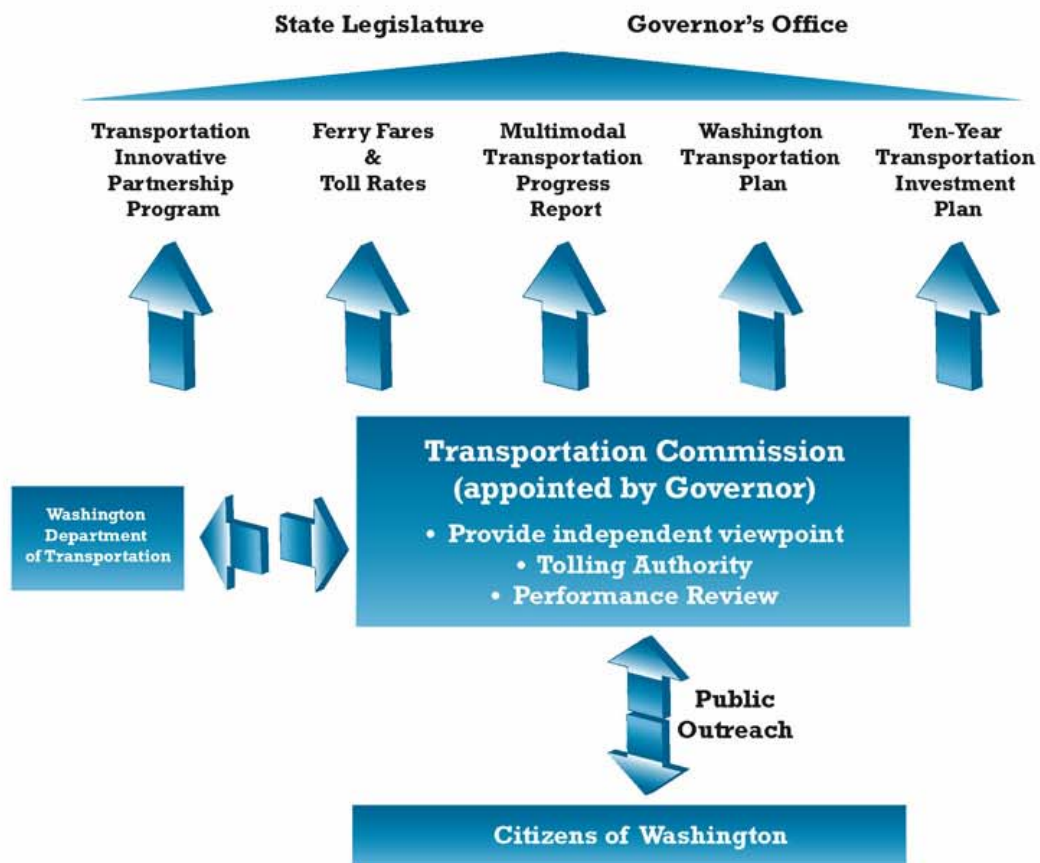 State Legislature
Governor's Office
Transportation
Innovative
Partnership
Program
Ferry Fares
&
Toll Rates
Multimodal
Transportation
Progress
Report
Washington
Transportation
Plan
Ten-Year
Transportation
Investment
Plan
Transportation Commission
(appointed by Governor)
• Provide independent viewpoint
• Tolling Authority
• Performance Review
Washington
Department
of Transportation
Public
Outreach
Citizens of Washington